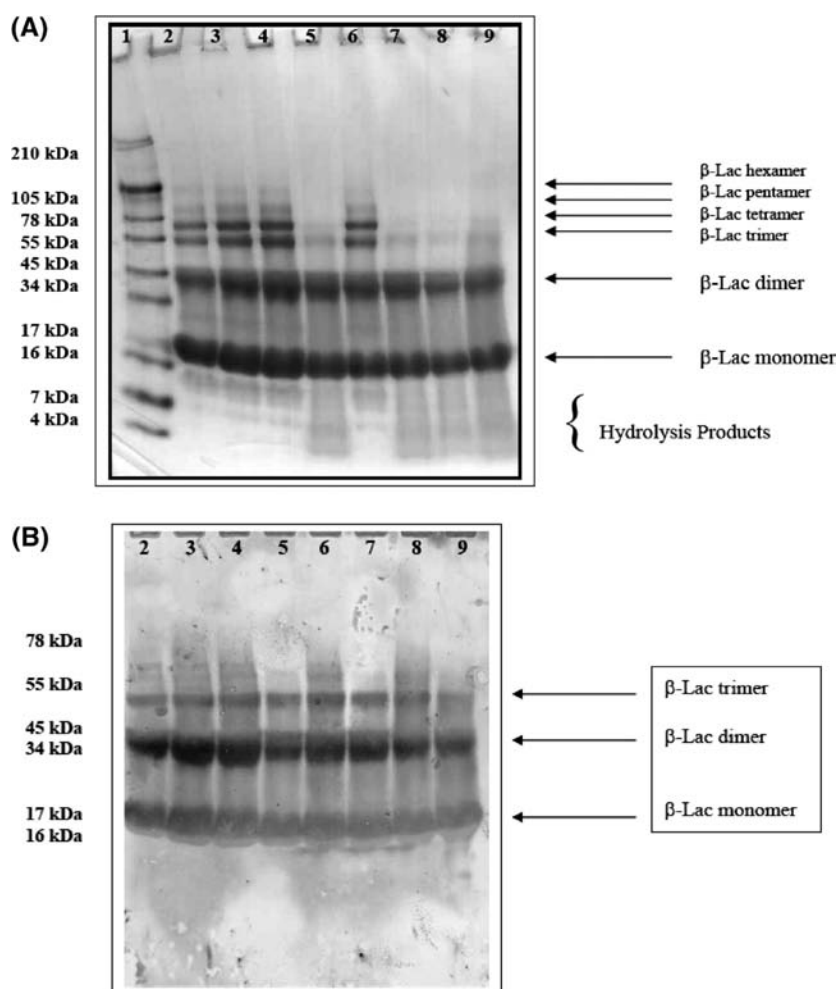 (A)
1 2 3 4 5 6 7 8 9
210 kDa
105 kDa
78 kDa
55 kDa
45 kDa
34 kDa
17 kDa
16 kDa
7 kDa
4 kDa
β-Lac hexamer
β-Lac pentamer
β-Lac tetramer
β-Lac trimer
β-Lac dimer
β-Lac monomer
{ Hydrolysis Products
(B)
2 3 4 5 6 7 8 9
78 kDa
55 kDa
45 kDa
34 kDa
17 kDa
16 kDa
β-Lac trimer
β-Lac dimer
β-Lac monomer